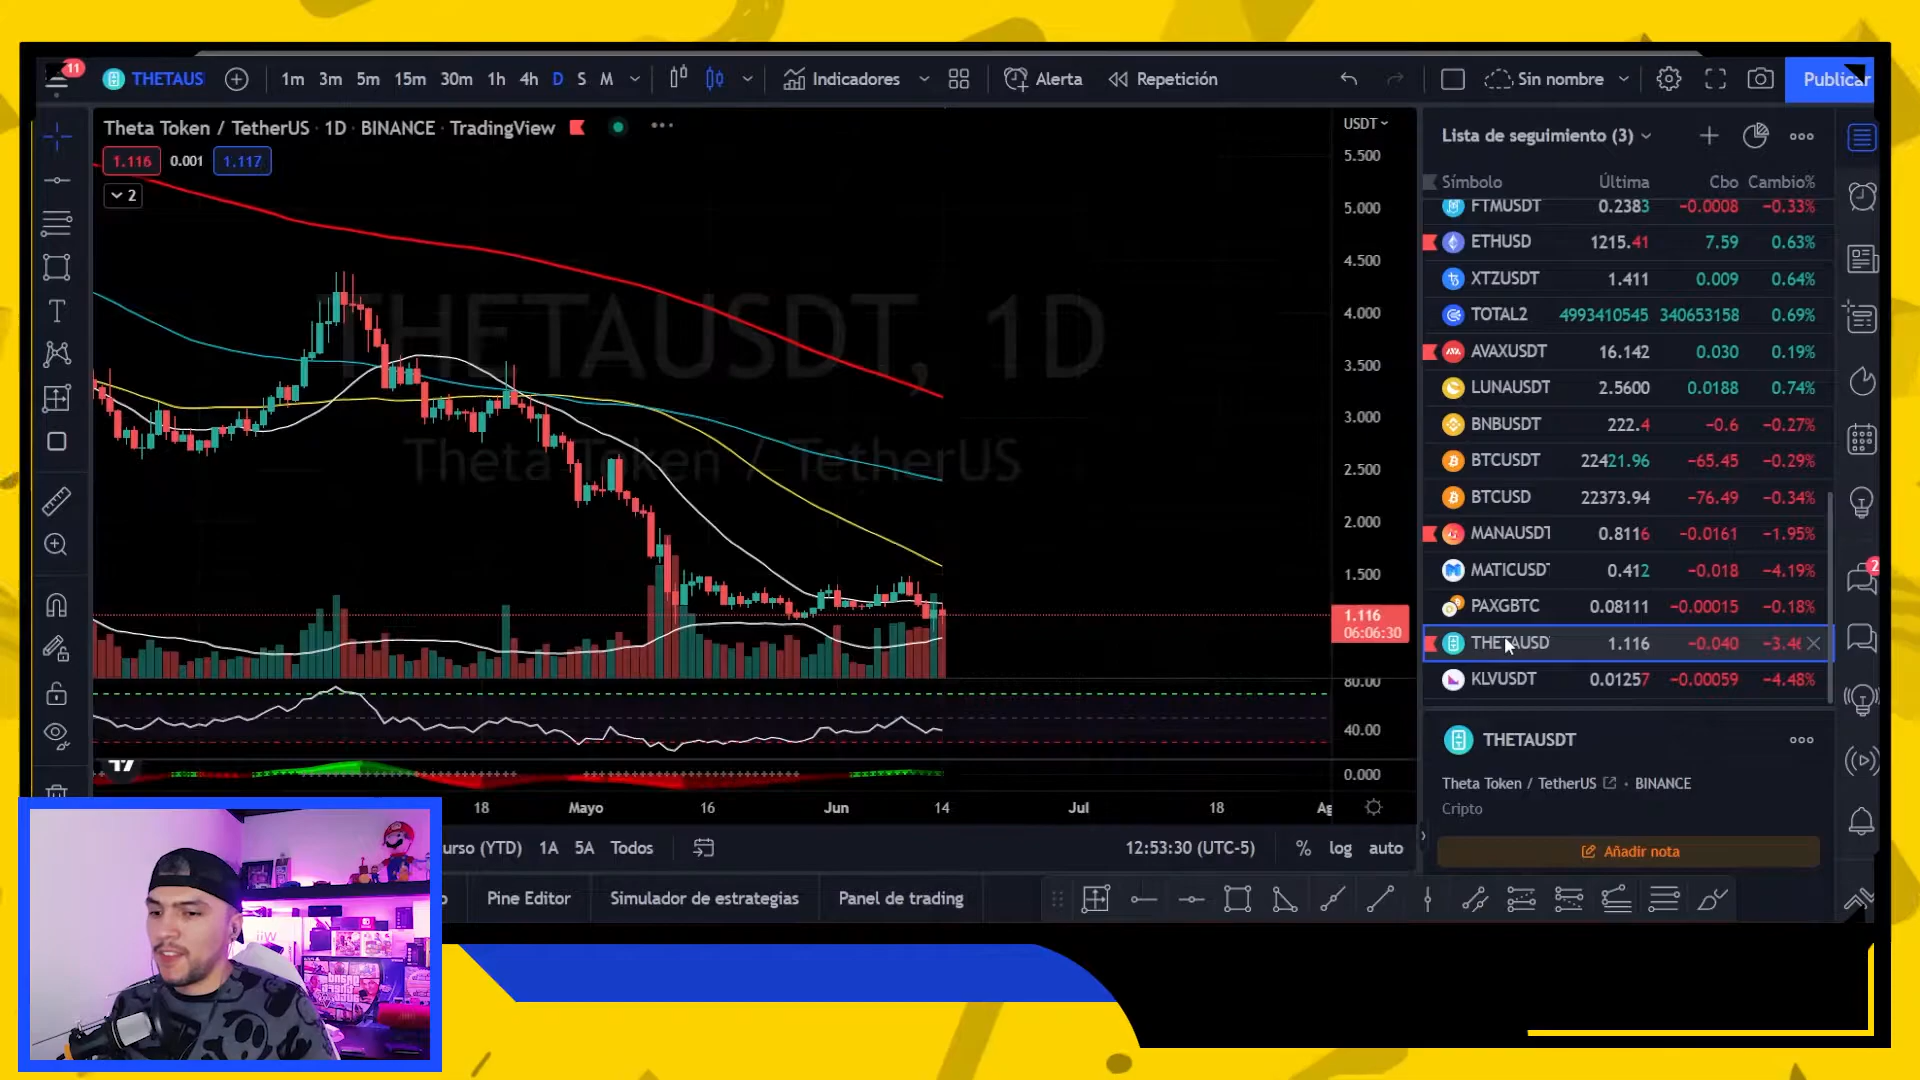 11
THETAUS
1m 3m 5m 15m 30m 1h 4h D S M
Indicadores
Alerta
Repetición
Sin nombre
Publicar
Theta Token / TetherUS · 1D · BINANCE · TradingView
1.116 0.001 1.117
2
THETAUSDT, 1D
Theta Token / TetherUS
USDT
5.500
5.000
4.500
4.000
3.500
3.000
2.500
2.000
1.500
1.116
06:06:30
80.00
40.00
0.000
18 Mayo 16 Jun 14 Jul 18 Ag
urso (YTD) 1A 5A Todos
12:53:30 (UTC-5) % log auto
Pine Editor
Simulador de estrategias
Panel de trading
Lista de seguimiento (3)
Símbolo Última Cbo Cambio%
FTMUSDT 0.2383 −0.0008 −0.33%
ETHUSD 1215.41 7.59 0.63%
XTZUSDT 1.411 0.009 0.64%
TOTAL2 4993410545 340653158 0.69%
AVAXUSDT 16.142 0.030 0.19%
LUNAUSDT 2.5600 0.0188 0.74%
BNBUSDT 222.4 −0.6 −0.27%
BTCUSDT 22421.96 −65.45 −0.29%
BTCUSD 22373.94 −76.49 −0.34%
MANAUSDT 0.8116 −0.0161 −1.95%
MATICUSDT 0.412 −0.018 −4.19%
PAXGBTC 0.08111 −0.00015 −0.18%
THETAUSD 1.116 −0.040 −3.46
KLVUSDT 0.01257 −0.00059 −4.48%
2
THETAUSDT
Theta Token / TetherUS · BINANCE
Cripto
Añadir nota